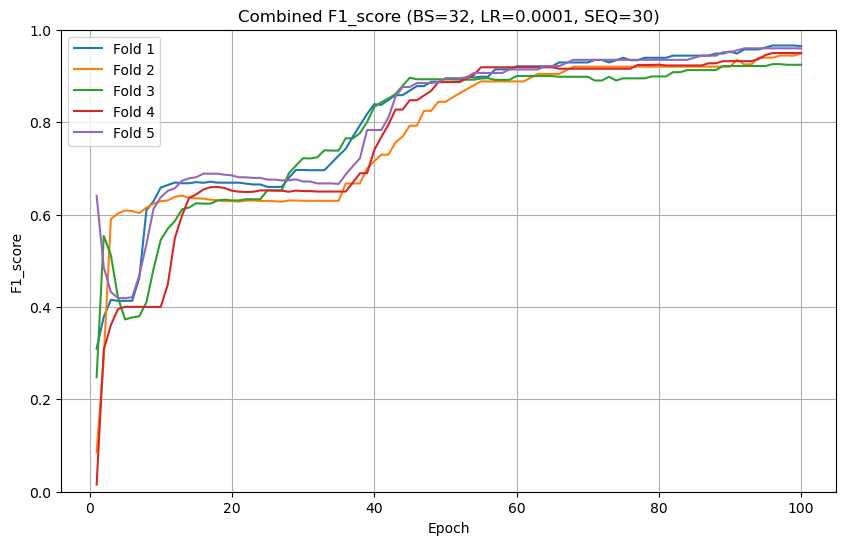 Combined F1_score (BS=32, LR=0.0001, SEQ=30)
Fold 1
Fold 2
Fold 3
Fold 4
Fold 5
F1_score
1.0
0.8
0.6
0.4
0.2
0.0
0 20 40 60 80 100
Epoch